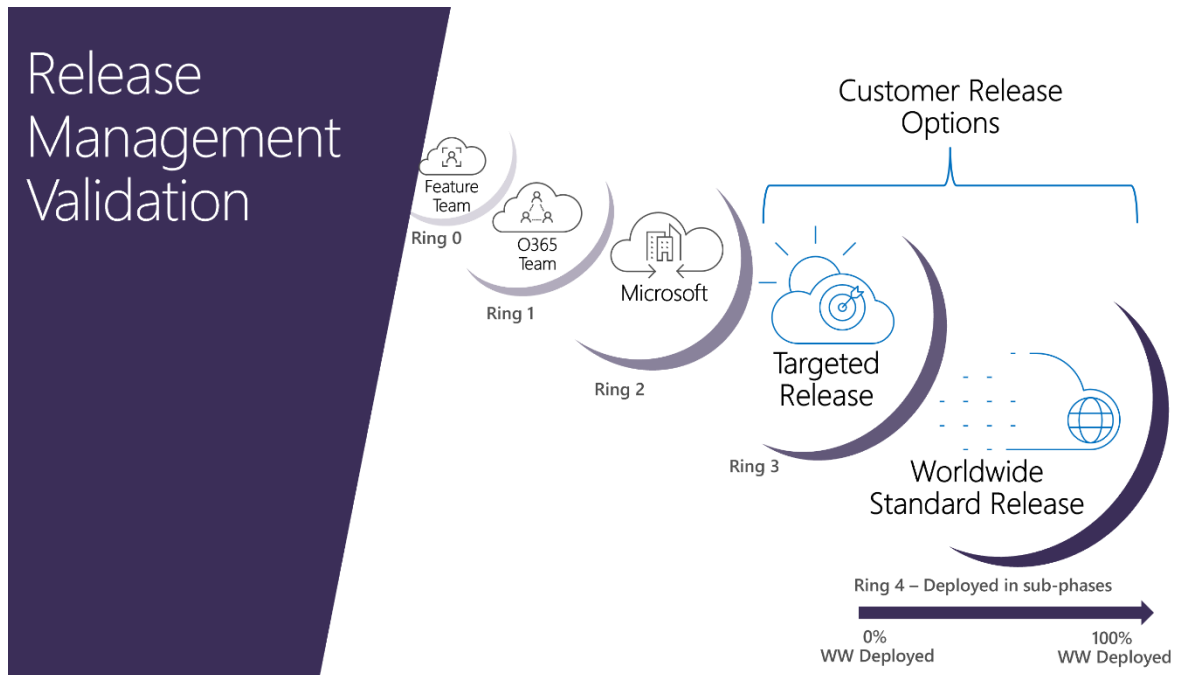 Release
Management
Validation
Customer Release
Options
Feature
Team
Ring 0
O365
Team
Ring 1
Microsoft
Ring 2
Targeted
Release
Ring 3
Worldwide
Standard Release
Ring 4 – Deployed in sub-phases
0%
WW Deployed
100%
WW Deployed